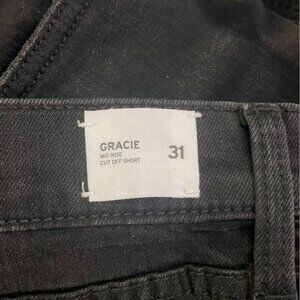 GRACIE
31
MID RISE
CUT OFF SHORT